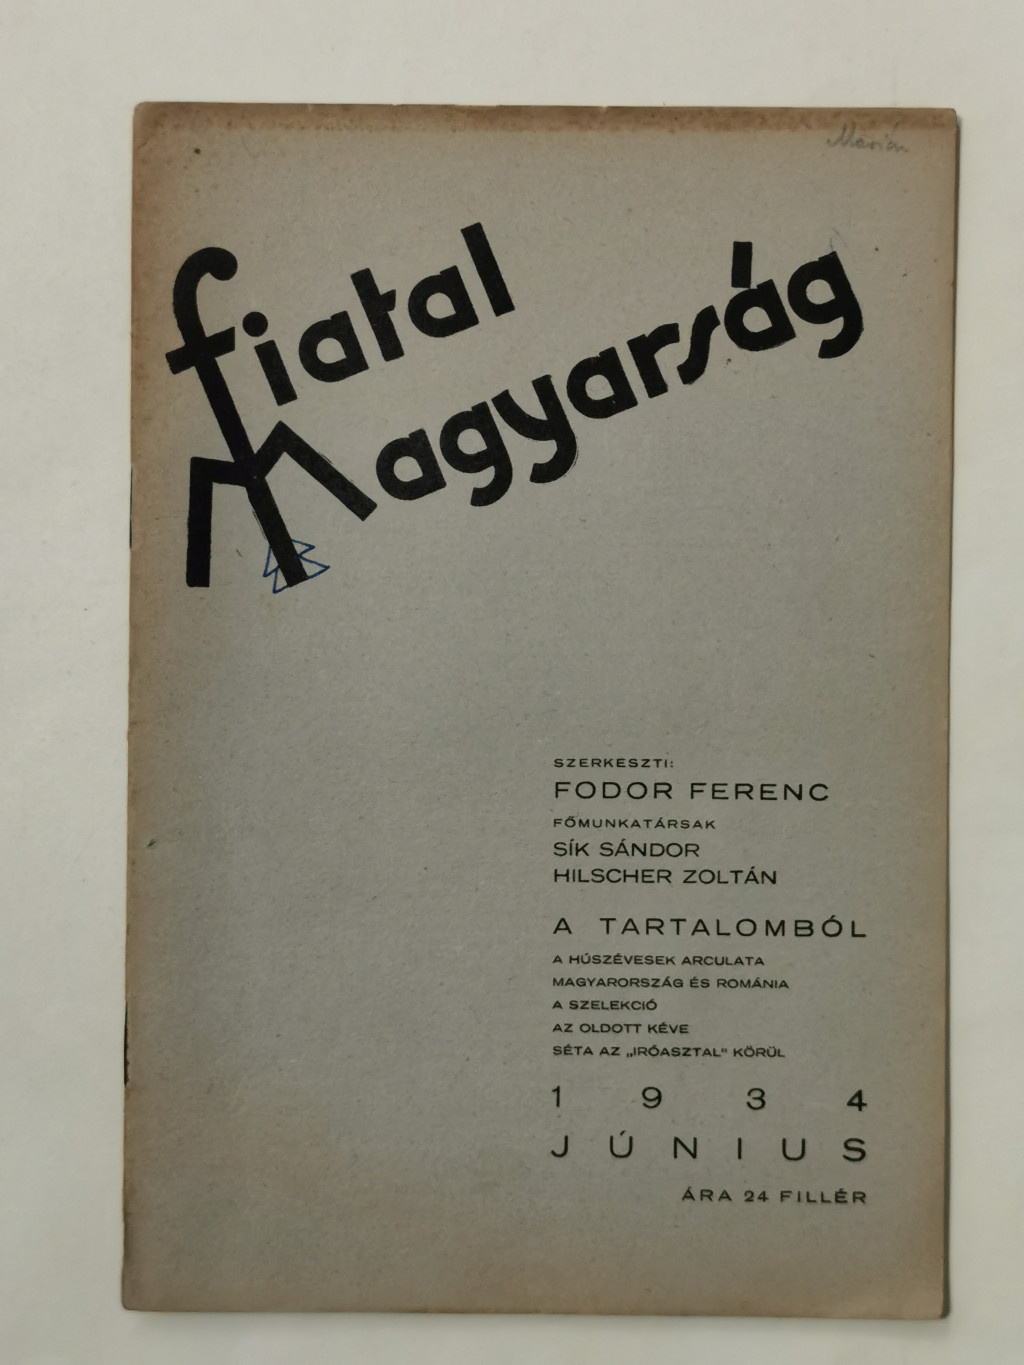 fiatal
Magyarság
SZERKESZTI:
FODOR FERENC
FŐMUNKATÁRSAK
SÍK SÁNDOR
HILSCHER ZOLTÁN
A TARTALOMBÓL
A HÚSZÉVESEK ARCULATA
MAGYARORSZÁG ÉS ROMÁNIA
A SZELEKCIÓ
AZ OLDOTT KÉVE
SÉTA AZ „IRÓASZTAL" KÖRÜL
1934
JÚNIUS
ÁRA 24 FILLÉR